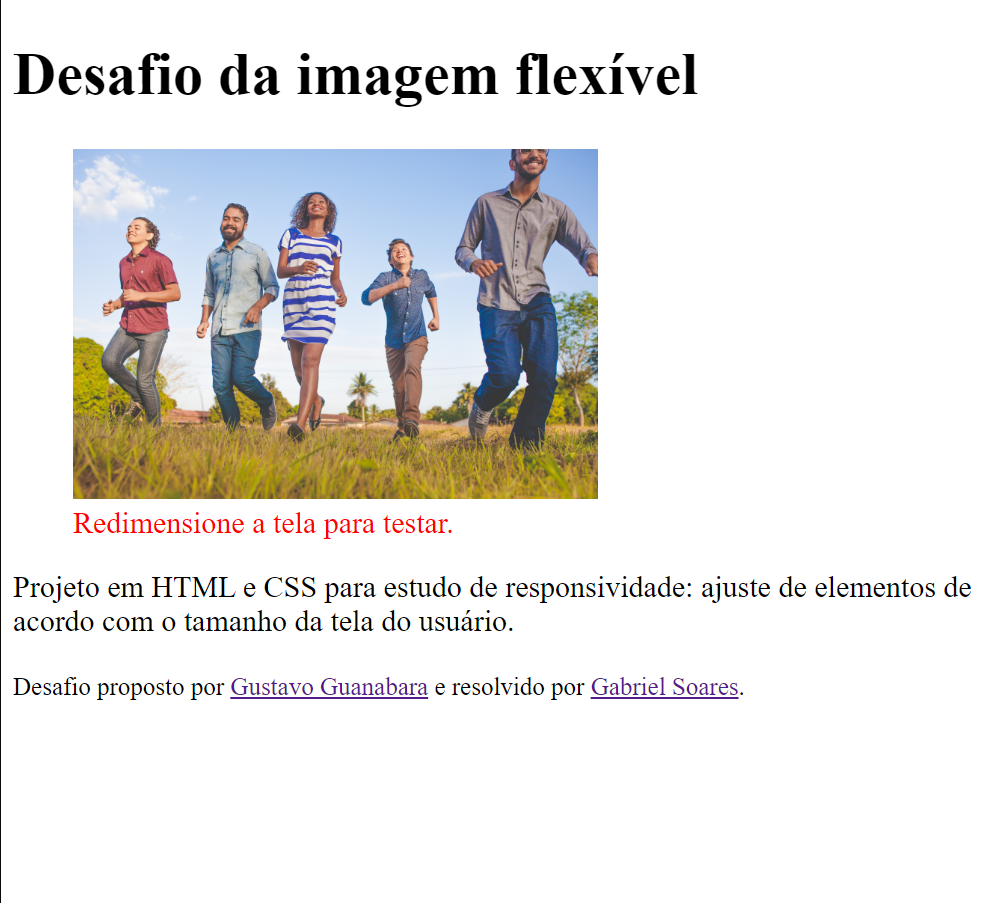 Desafio da imagem flexível
Redimensione a tela para testar.
Projeto em HTML e CSS para estudo de responsividade: ajuste de elementos de
acordo com o tamanho da tela do usuário.
Desafio proposto por Gustavo Guanabara e resolvido por Gabriel Soares.